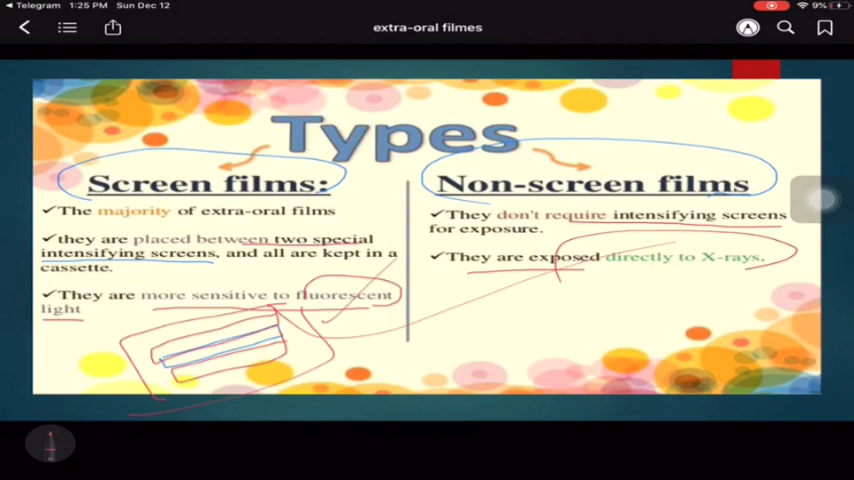 Telegram 1:25 PM Sun Dec 12
9%
extra-oral filmes
Types
Screen films:
✓The majority of extra-oral films
✓they are placed between two special
intensifying screens, and all are kept in a
cassette.
✓They are more sensitive to fluorescent
light
Non-screen films
✓They don't require intensifying screens
for exposure.
✓They are exposed directly to X-rays.